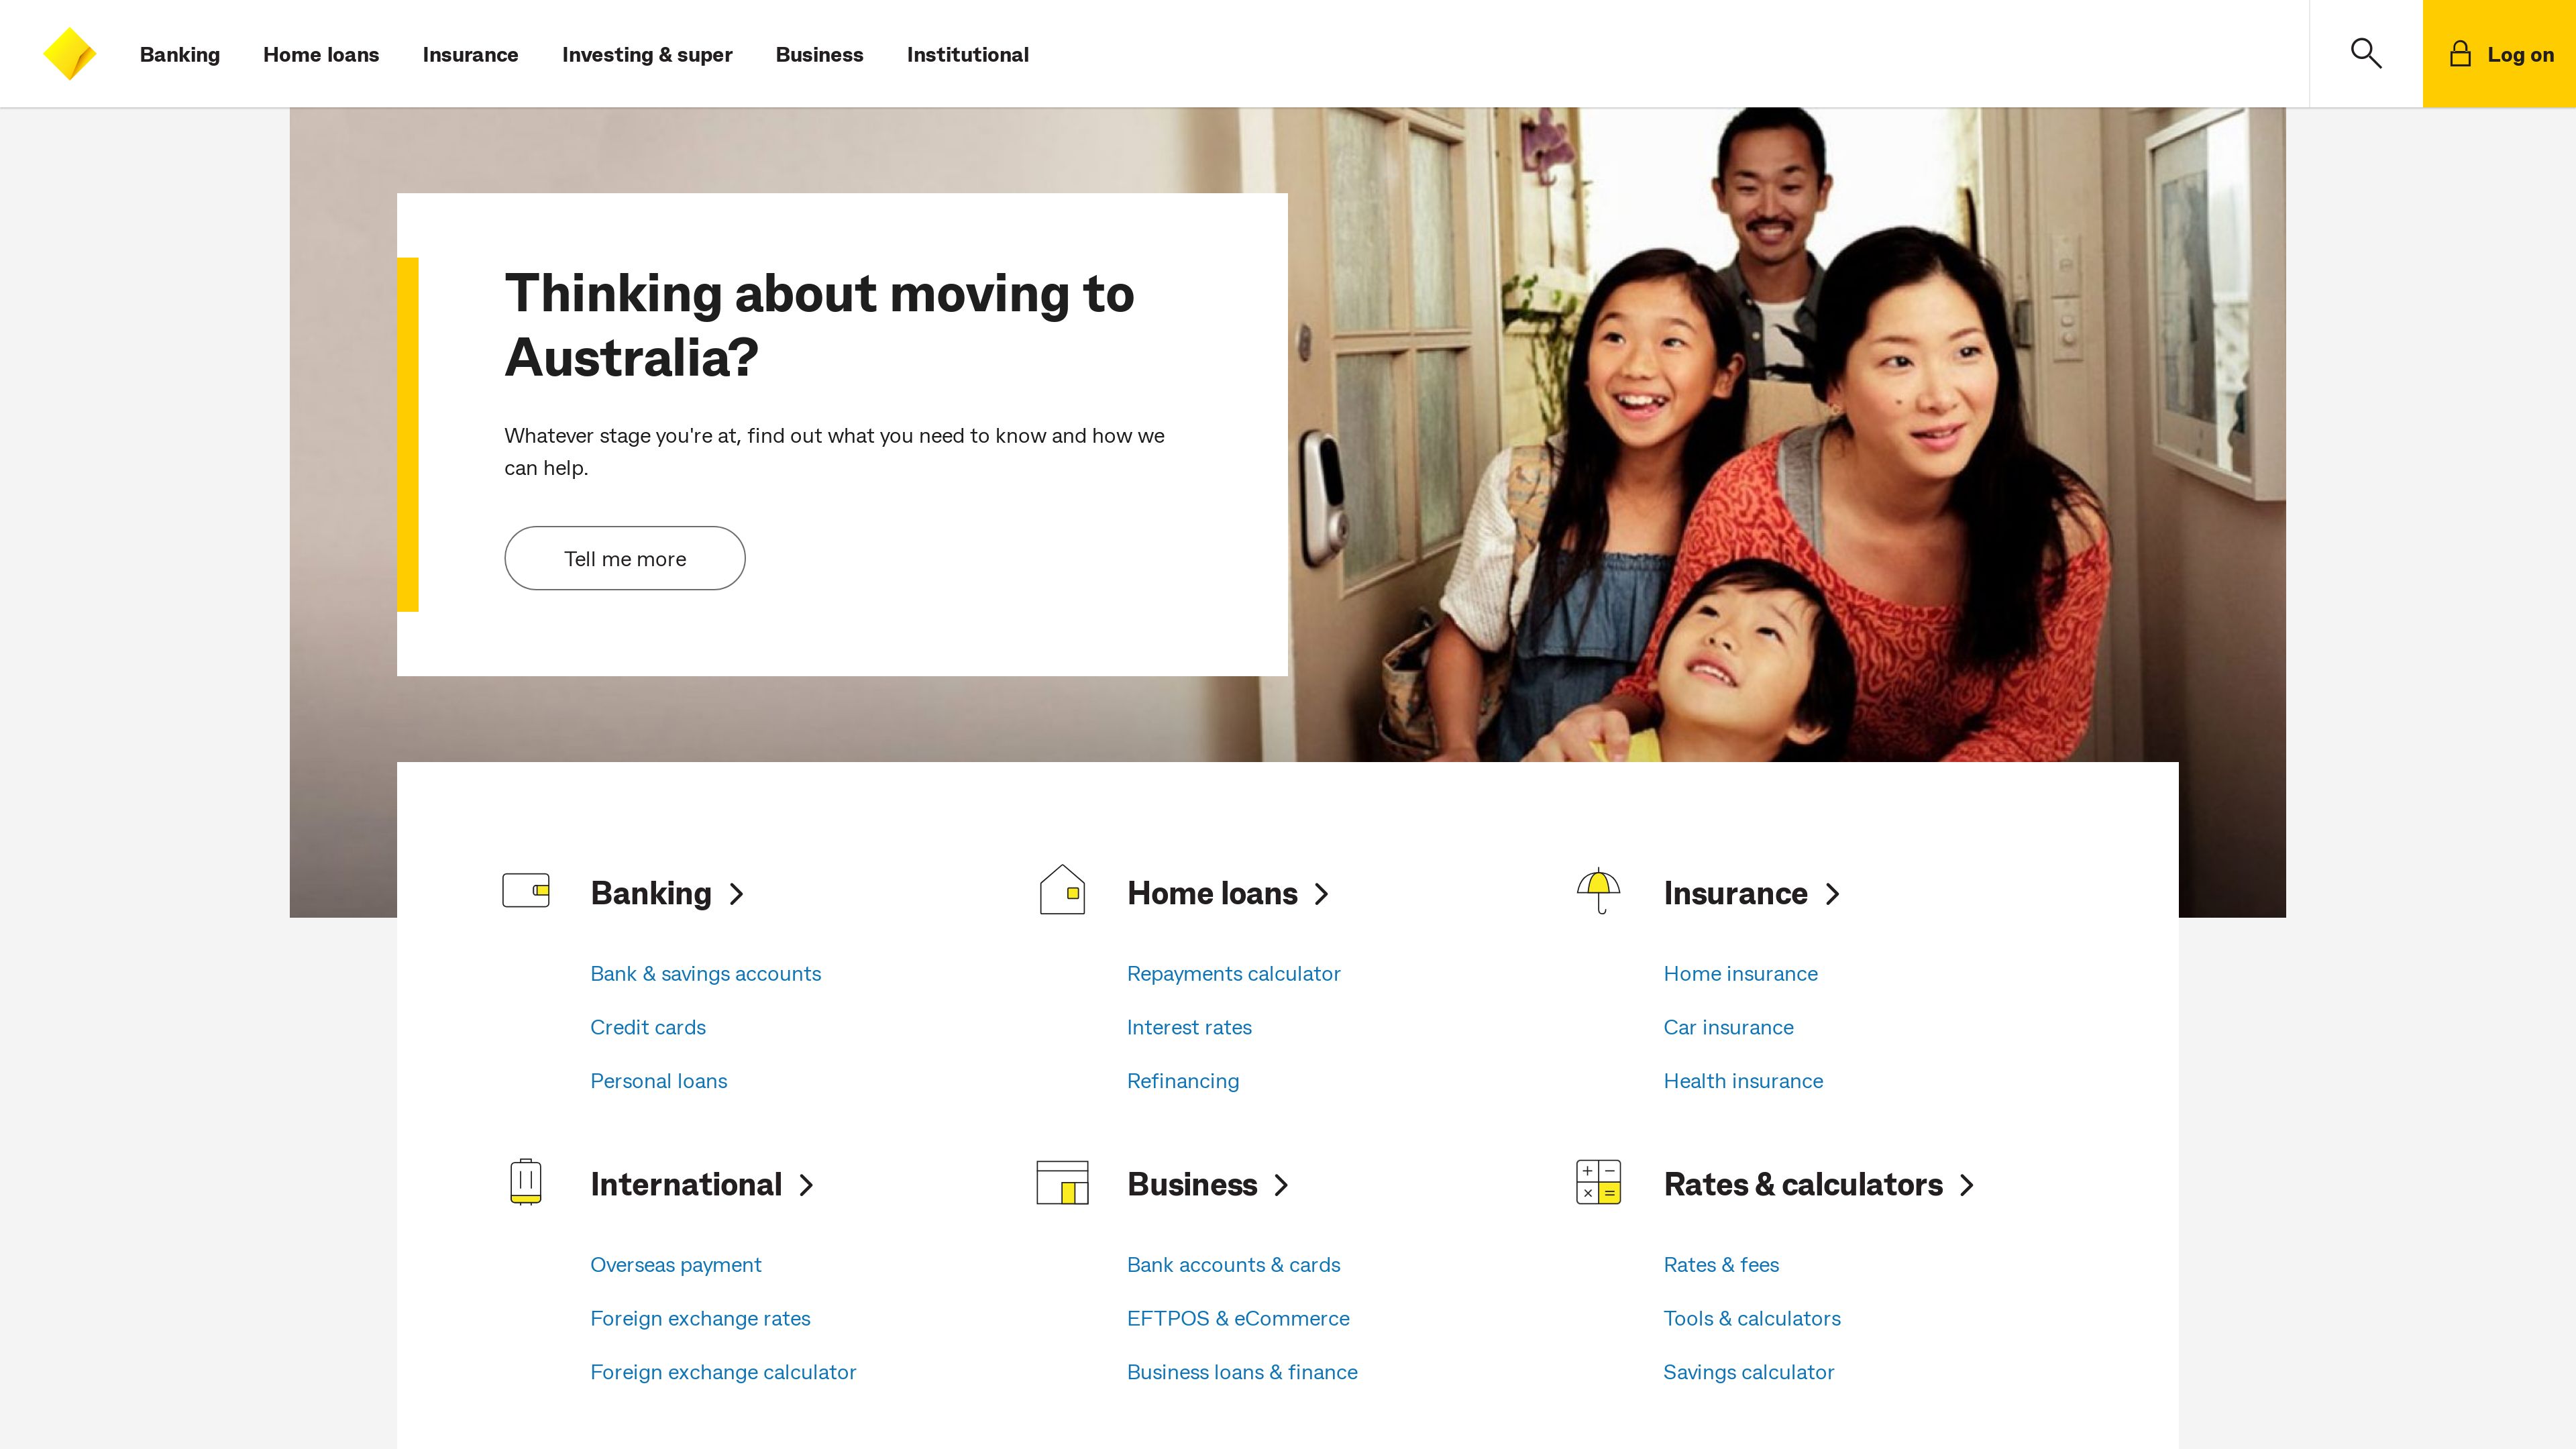 Banking
Home loans
Insurance
Investing & super
Business
Institutional
Log on
Thinking about moving to
Australia?
Whatever stage you're at, find out what you need to know and how we
can help.
Tell me more
Banking
Bank & savings accounts
Credit cards
Personal loans
Home loans
Repayments calculator
Interest rates
Refinancing
Insurance
Home insurance
Car insurance
Health insurance
International
Overseas payment
Foreign exchange rates
Foreign exchange calculator
Business
Bank accounts & cards
EFTPOS & eCommerce
Business loans & finance
Rates & calculators
Rates & fees
Tools & calculators
Savings calculator